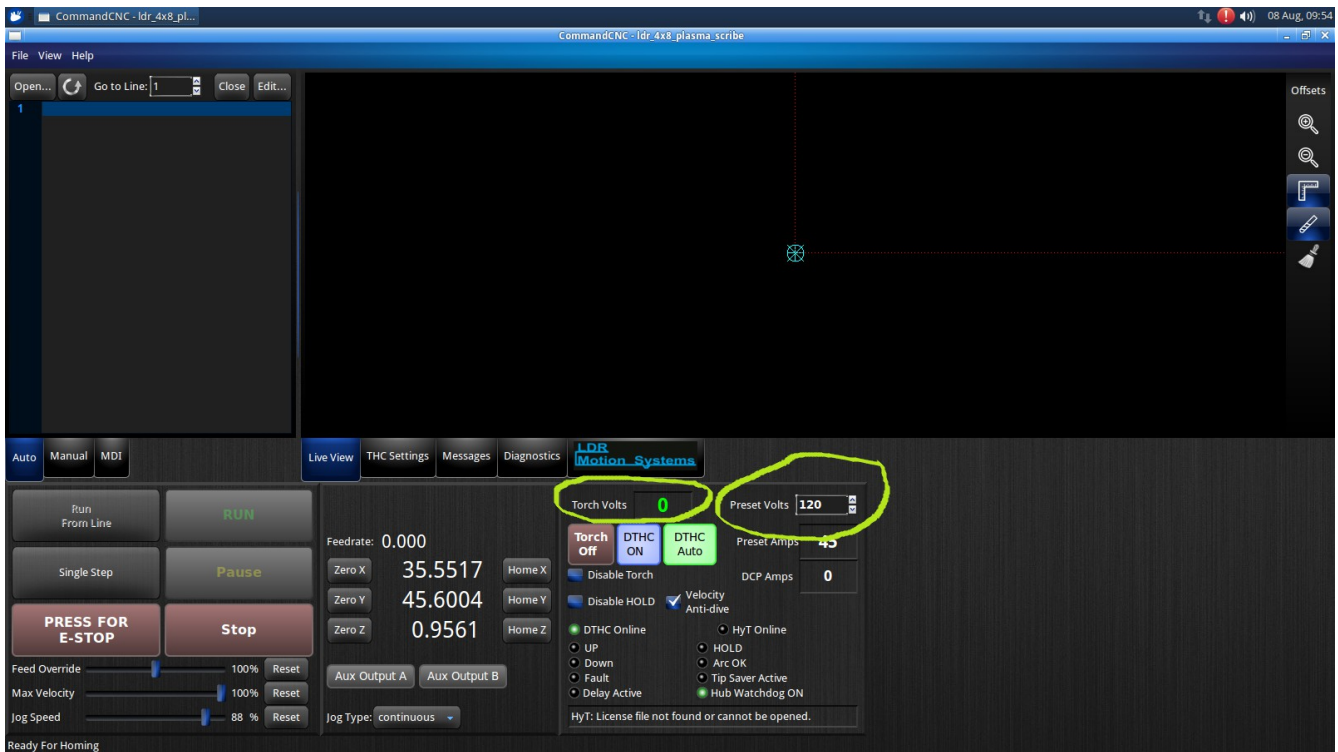 CommandCNC - ldr_4x8_pl...
08 Aug, 09:54
CommandCNC - ldr_4x8_plasma_scribe
File View Help
Open... Go to Line: 1 Close Edit...
Offsets
1
Auto Manual MDI
Live View THC Settings Messages Diagnostics LDR Motion Systems
Run From Line
RUN
Single Step
Pause
PRESS FOR E-STOP
Stop
Feed Override 100% Reset
Max Velocity 100% Reset
Jog Speed 88 % Reset
Feedrate: 0.000
Zero X 35.5517 Home X
Zero Y 45.6004 Home Y
Zero Z 0.9561 Home Z
Aux Output A Aux Output B
Jog Type: continuous
Torch Volts 0 Preset Volts 120
Torch Off DTHC ON DTHC Auto Preset Amps 45
Disable Torch DCP Amps 0
Disable HOLD Velocity Anti-dive
DTHC Online HyT Online
UP HOLD
Down Arc OK
Fault Tip Saver Active
Delay Active Hub Watchdog ON
HyT: License file not found or cannot be opened.
Ready For Homing